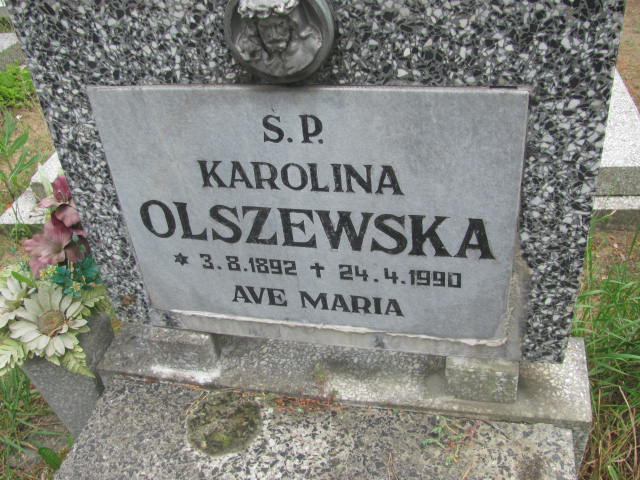 Ś.P.
KAROLINA
OLSZEWSKA
* 3.8.1892 † 24.4.1990
AVE MARIA